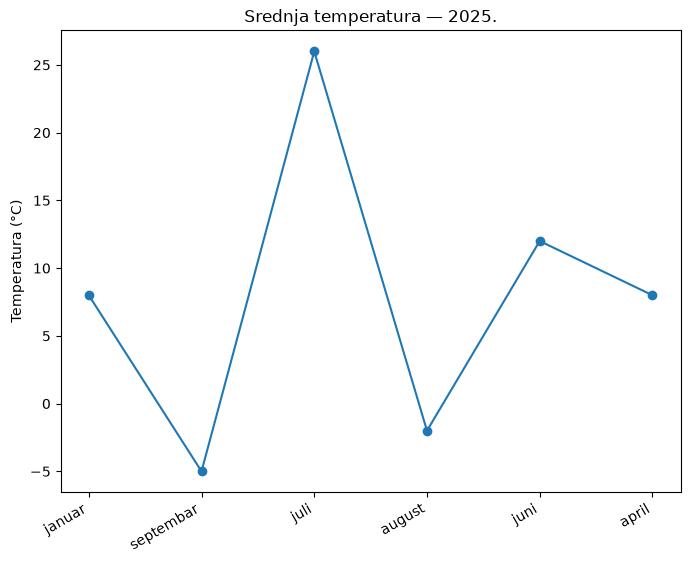 Srednja temperatura — 2025.
Temperatura (°C)
25
20
15
10
5
0
−5
januar
septembar
juli
august
juni
april